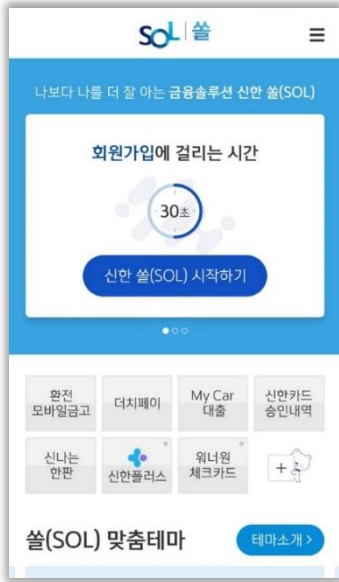 SOL 쏠
나보다 나를 더 잘 아는 금융솔루션 신한 쏠(SOL)
회원가입에 걸리는 시간
30초
신한 쏠(SOL) 시작하기
환전
모바일금고
더치페이
My Car
대출
신한카드
승인내역
신나는
한판
신한플러스
워너원
체크카드
+
쏠(SOL) 맞춤테마
테마소개 >